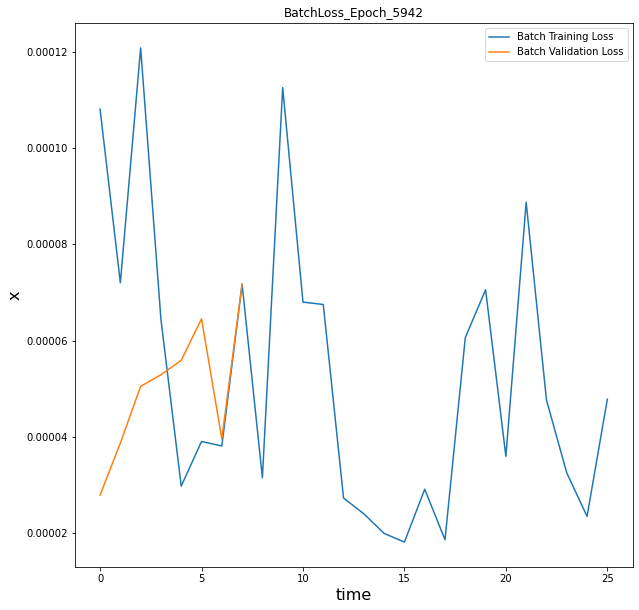 BatchLoss_Epoch_5942
Batch Training Loss
Batch Validation Loss
0.00012
0.00010
0.00008
0.00006
0.00004
0.00002
x
0 5 10 15 20 25
time